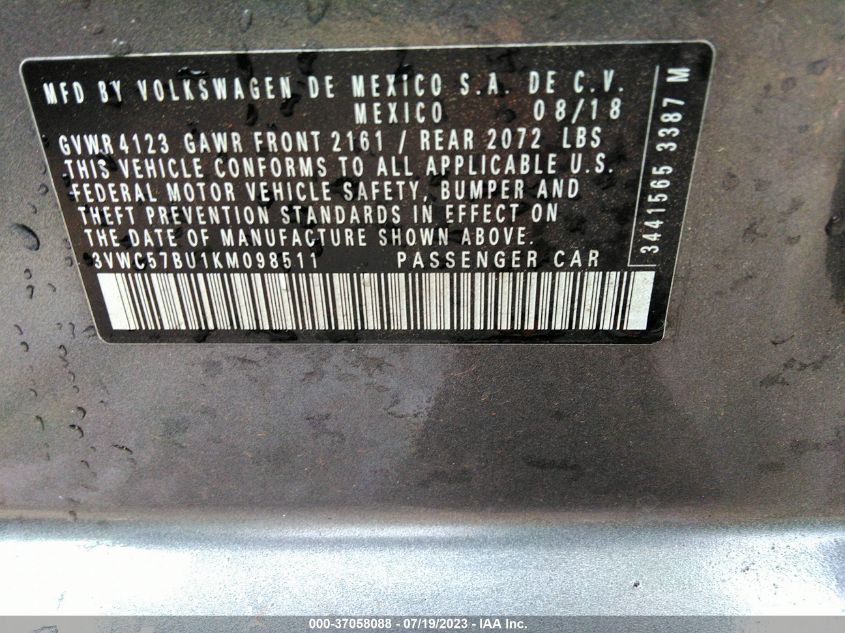 MFD BY VOLKSWAGEN DE MEXICO S.A. DE C.V.
MEXICO 08/18
GVWR 4123 GAWR FRONT 2161 / REAR 2072 LBS
THIS VEHICLE CONFORMS TO ALL APPLICABLE U.S.
FEDERAL MOTOR VEHICLE SAFETY, BUMPER AND
THEFT PREVENTION STANDARDS IN EFFECT ON
THE DATE OF MANUFACTURE SHOWN ABOVE.
3VWC57BU1KM098511 PASSENGER CAR
3441565 3387 M
000-37058088 - 07/19/2023 - IAA Inc.